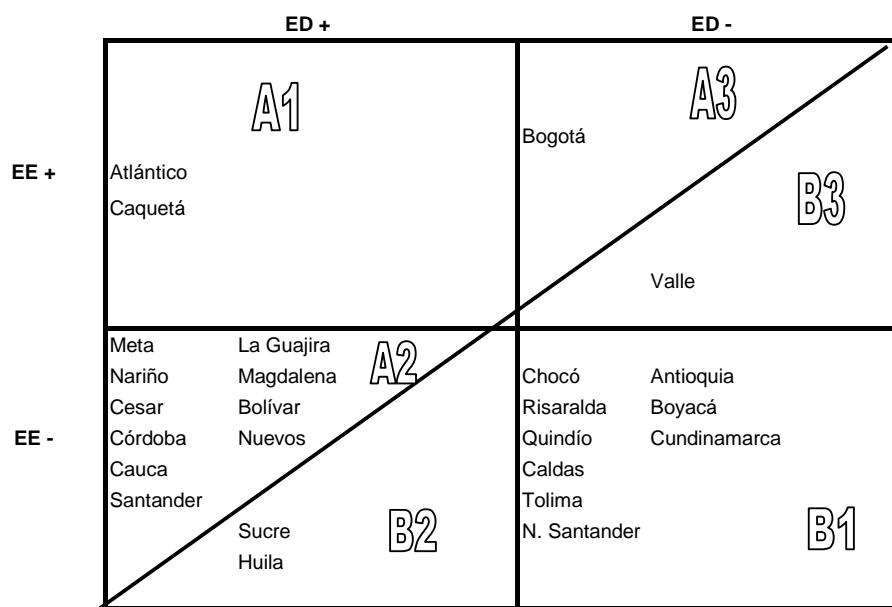 ED + ED -
A1 A3
Bogotá
EE + Atlántico
B3
Caquetá
Valle
Meta La Guajira
A2
Nariño Magdalena Chocó Antioquia
Cesar Bolívar Risaralda Boyacá
EE - Córdoba Nuevos Quindío Cundinamarca
Cauca Caldas
Santander Tolima
Sucre B2 N. Santander B1
Huila